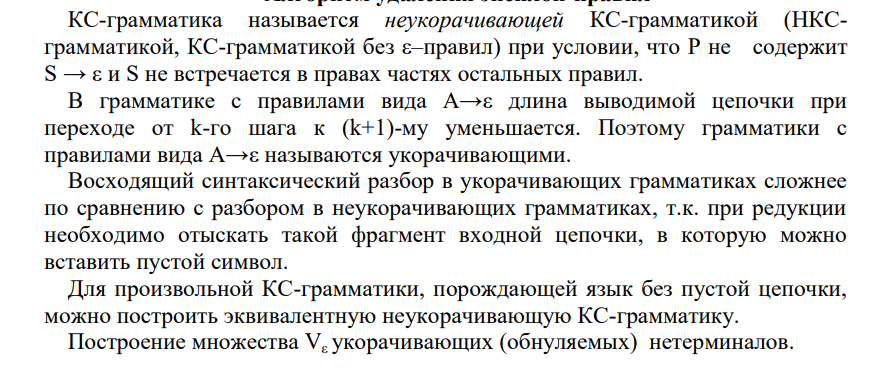 КС-грамматика называется неукорачивающей КС-грамматикой (НКС-
грамматикой, КС-грамматикой без ε–правил) при условии, что P не содержит
S → ε и S не встречается в правах частях остальных правил.
В грамматике с правилами вида A→ε длина выводимой цепочки при
переходе от k-го шага к (k+1)-му уменьшается. Поэтому грамматики с
правилами вида A→ε называются укорачивающими.
Восходящий синтаксический разбор в укорачивающих грамматиках сложнее
по сравнению с разбором в неукорачивающих грамматиках, т.к. при редукции
необходимо отыскать такой фрагмент входной цепочки, в которую можно
вставить пустой символ.
Для произвольной КС-грамматики, порождающей язык без пустой цепочки,
можно построить эквивалентную неукорачивающую КС-грамматику.
Построение множества Vε укорачивающих (обнуляемых) нетерминалов.